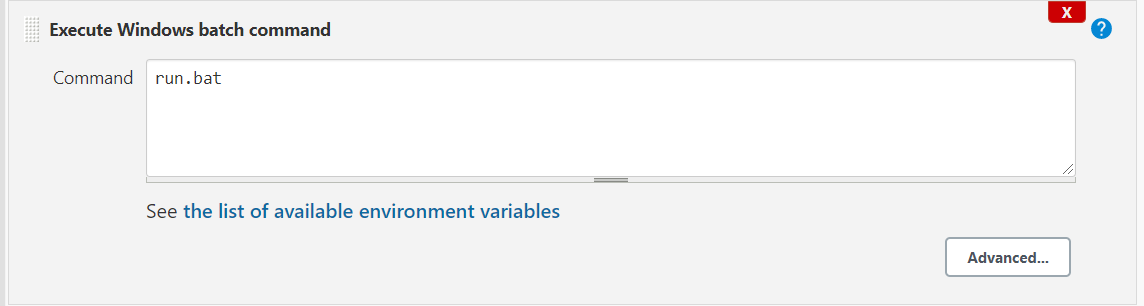 Execute Windows batch command
X
?
Command
run.bat
See the list of available environment variables
Advanced...